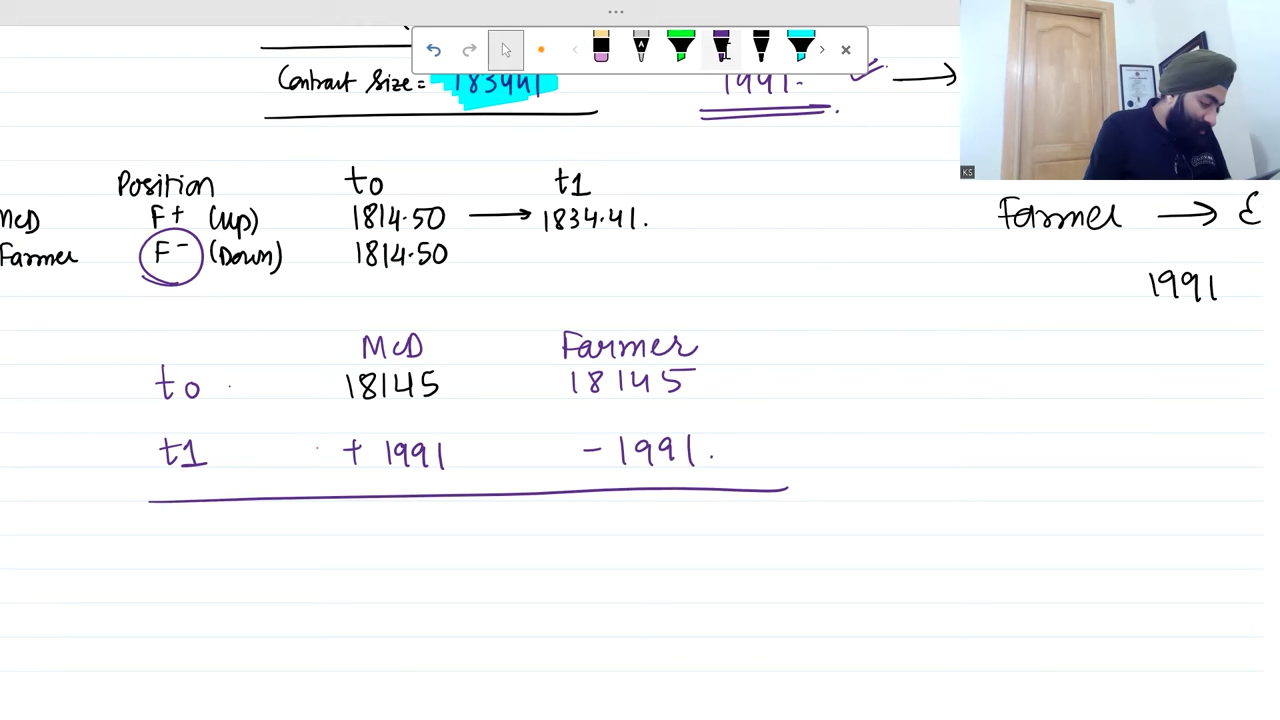 Contract Size = 183441 1991. →
Position t0 t1
McD F+ (up) 1814.50 → 1834.41.
Farmer F- (Down) 1814.50
Farmer → E
1991
McD Farmer
t0 18145 18145
t1 + 1991 - 1991.
KS